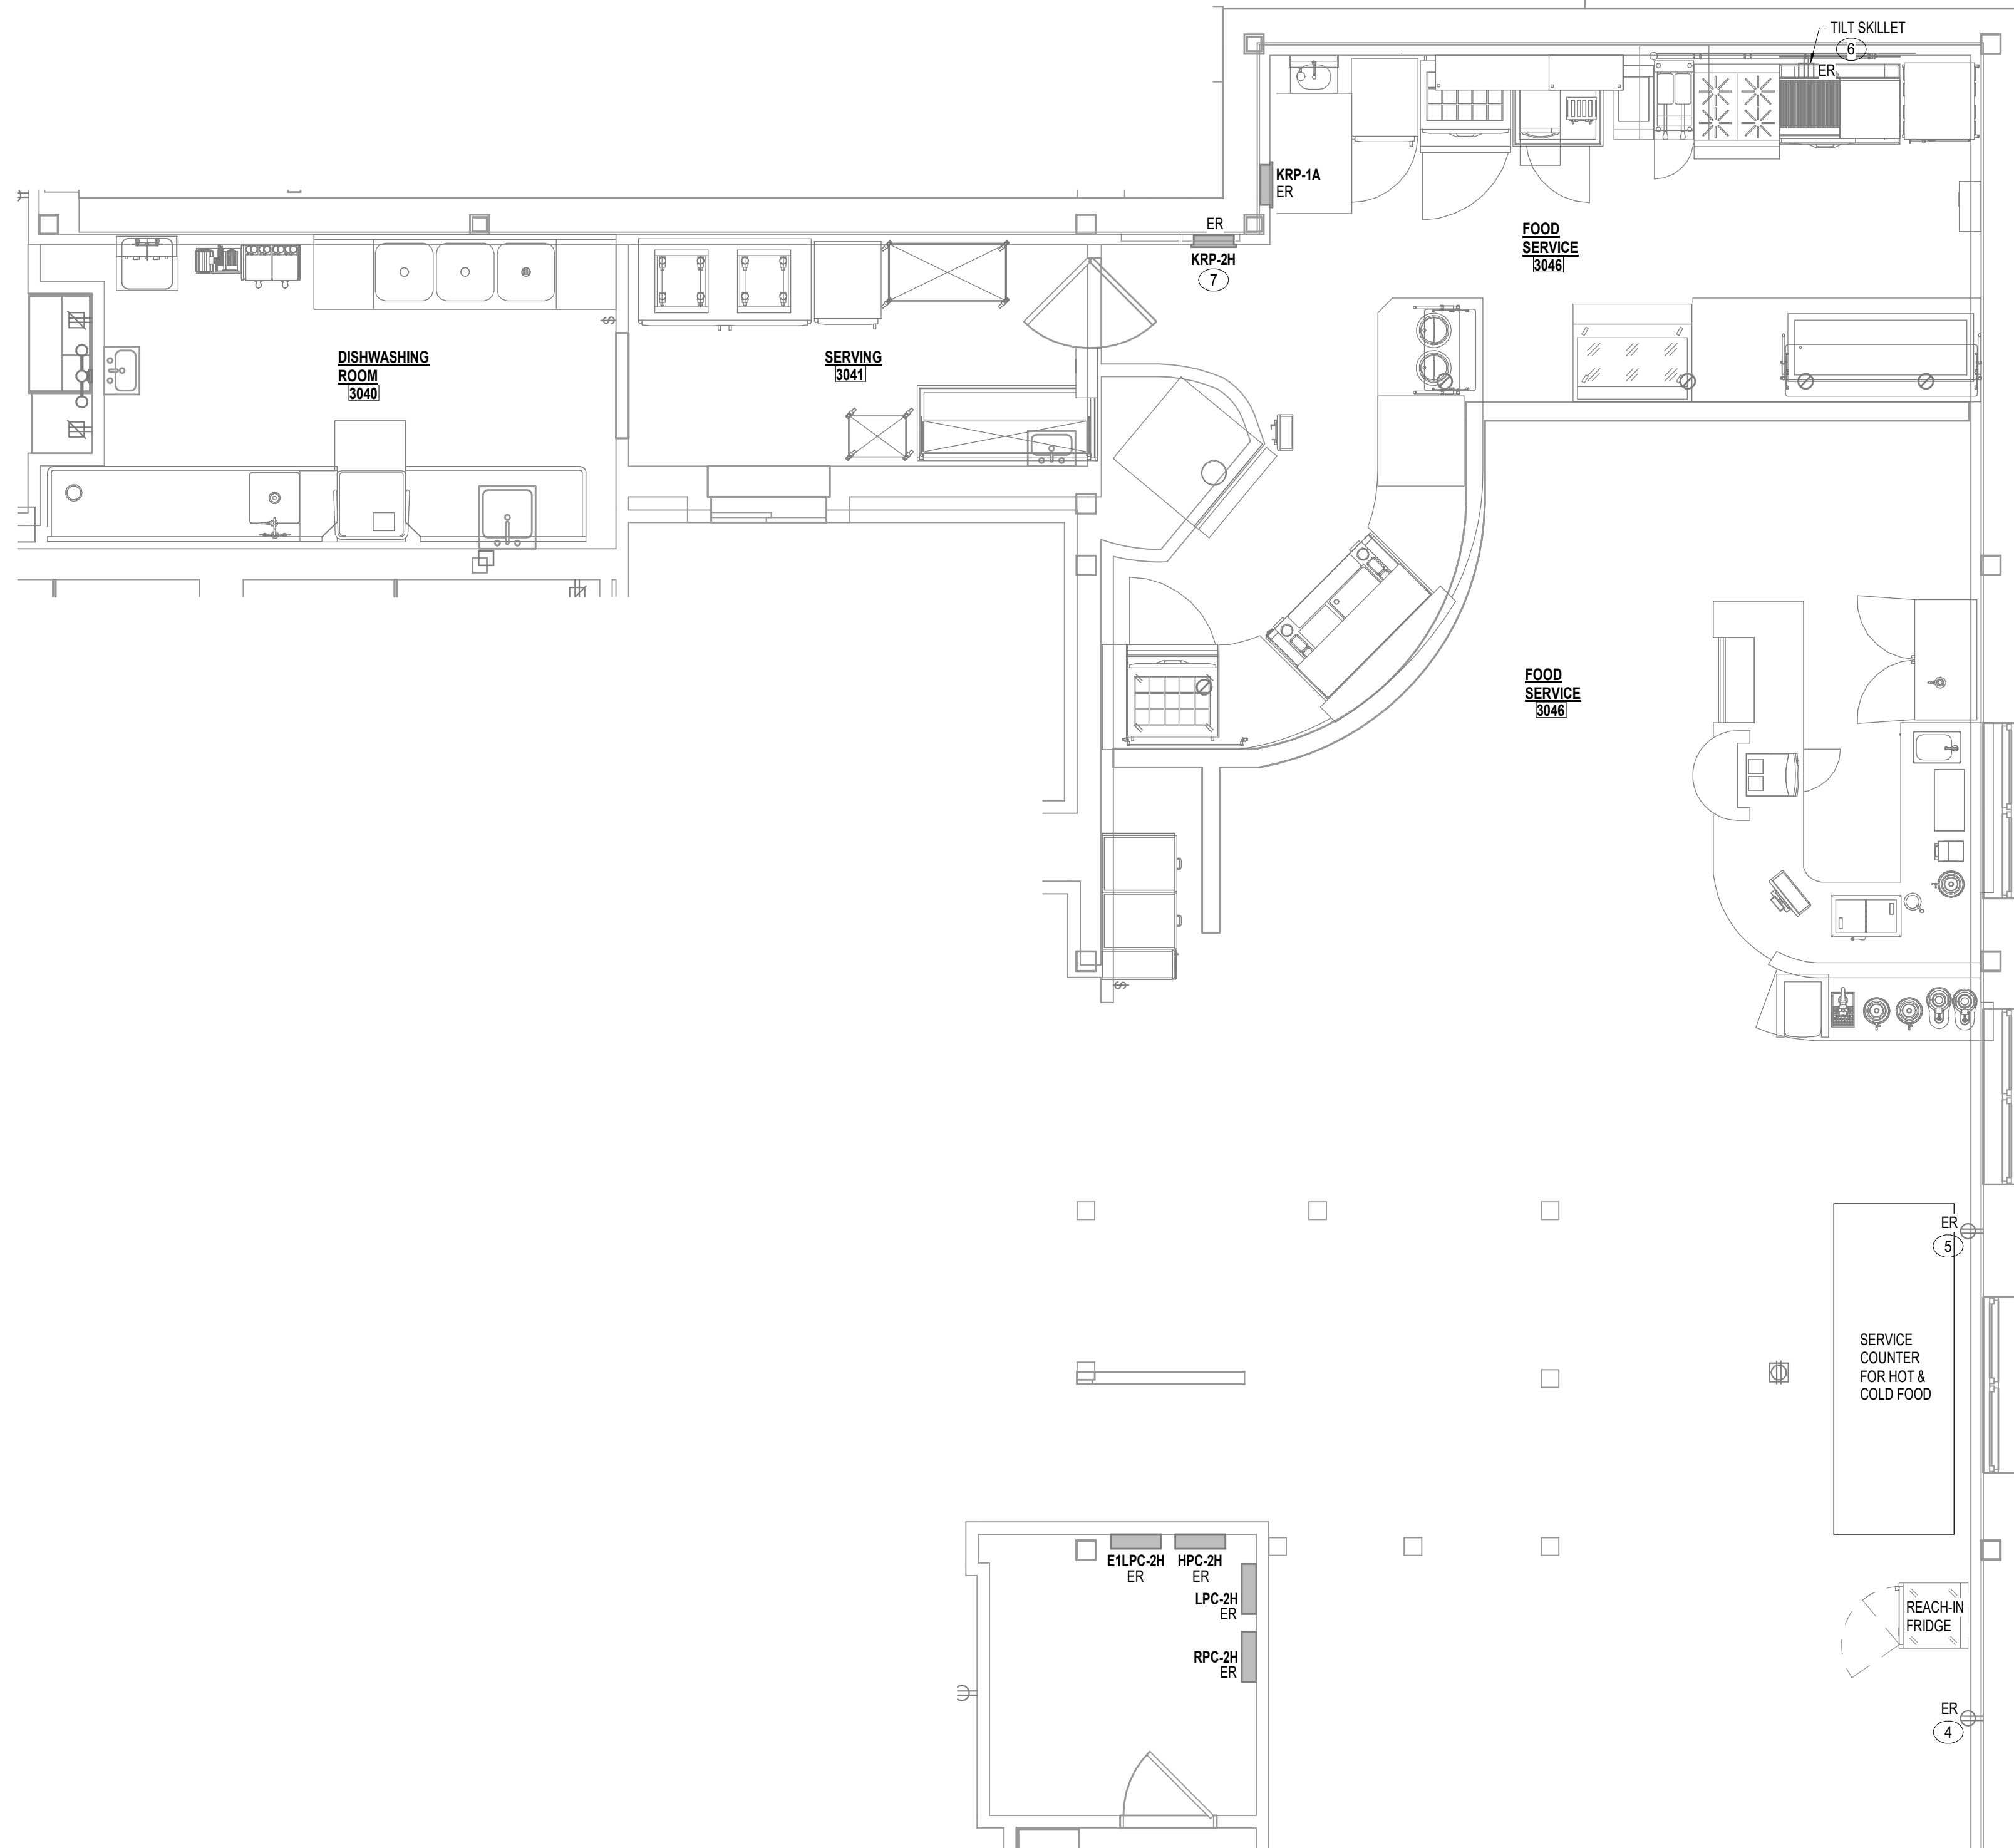 TILT SKILLET
6
ER
KRP-1A
ER
ER
KRP-2H
7
FOOD
SERVICE
3046
DISHWASHING
ROOM
3040
SERVING
3041
$
FOOD
SERVICE
3046
$
ER
5
SERVICE
COUNTER
FOR HOT &
COLD FOOD
E1LPC-2H
ER
HPC-2H
ER
LPC-2H
ER
RPC-2H
ER
REACH-IN
FRIDGE
ER
4